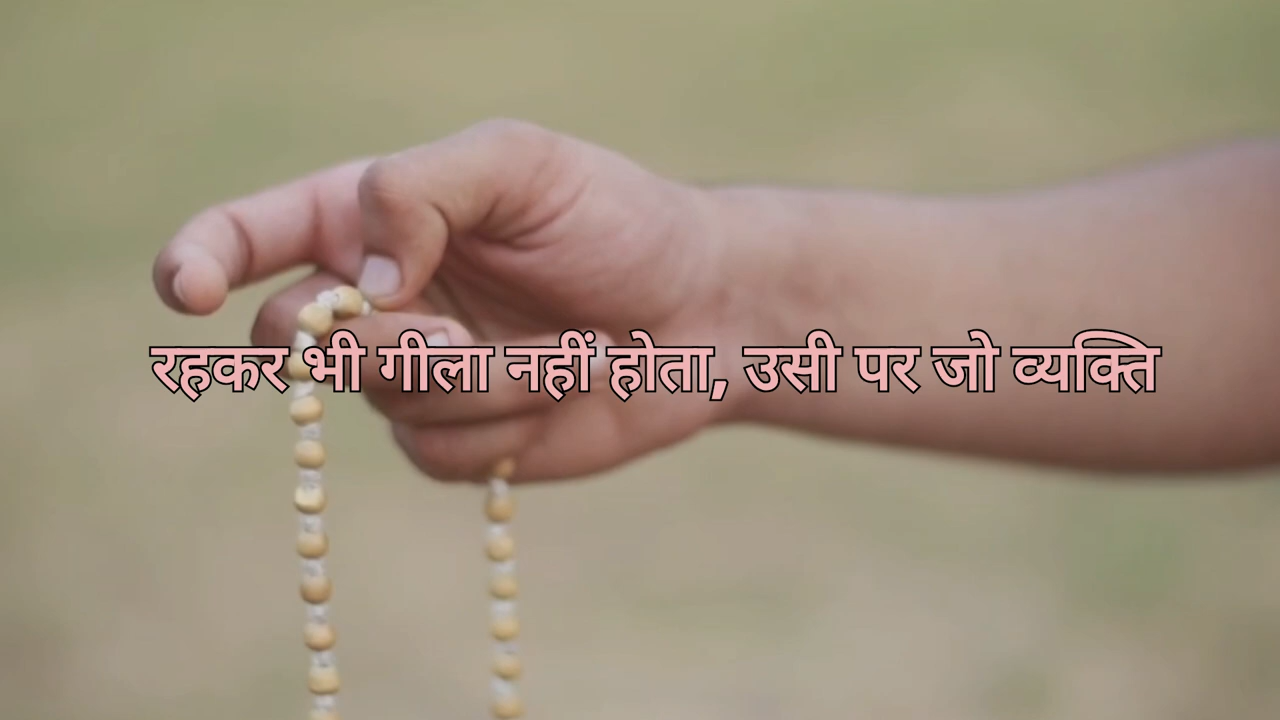 रहकर भी गीला नहीं होता, उसी पर जो व्यक्ति